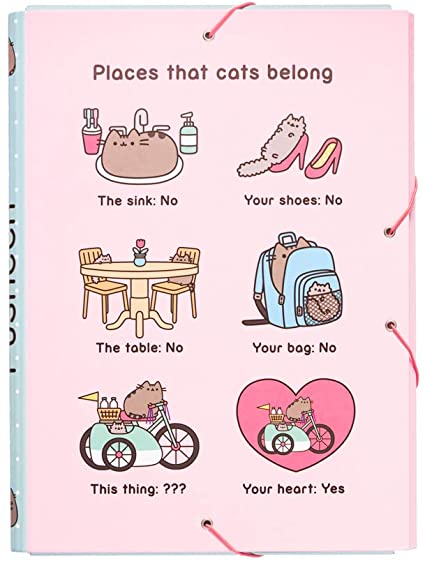 Places that cats belong
The sink: No
Your shoes: No
The table: No
Your bag: No
This thing: ???
Your heart: Yes
Pusheen